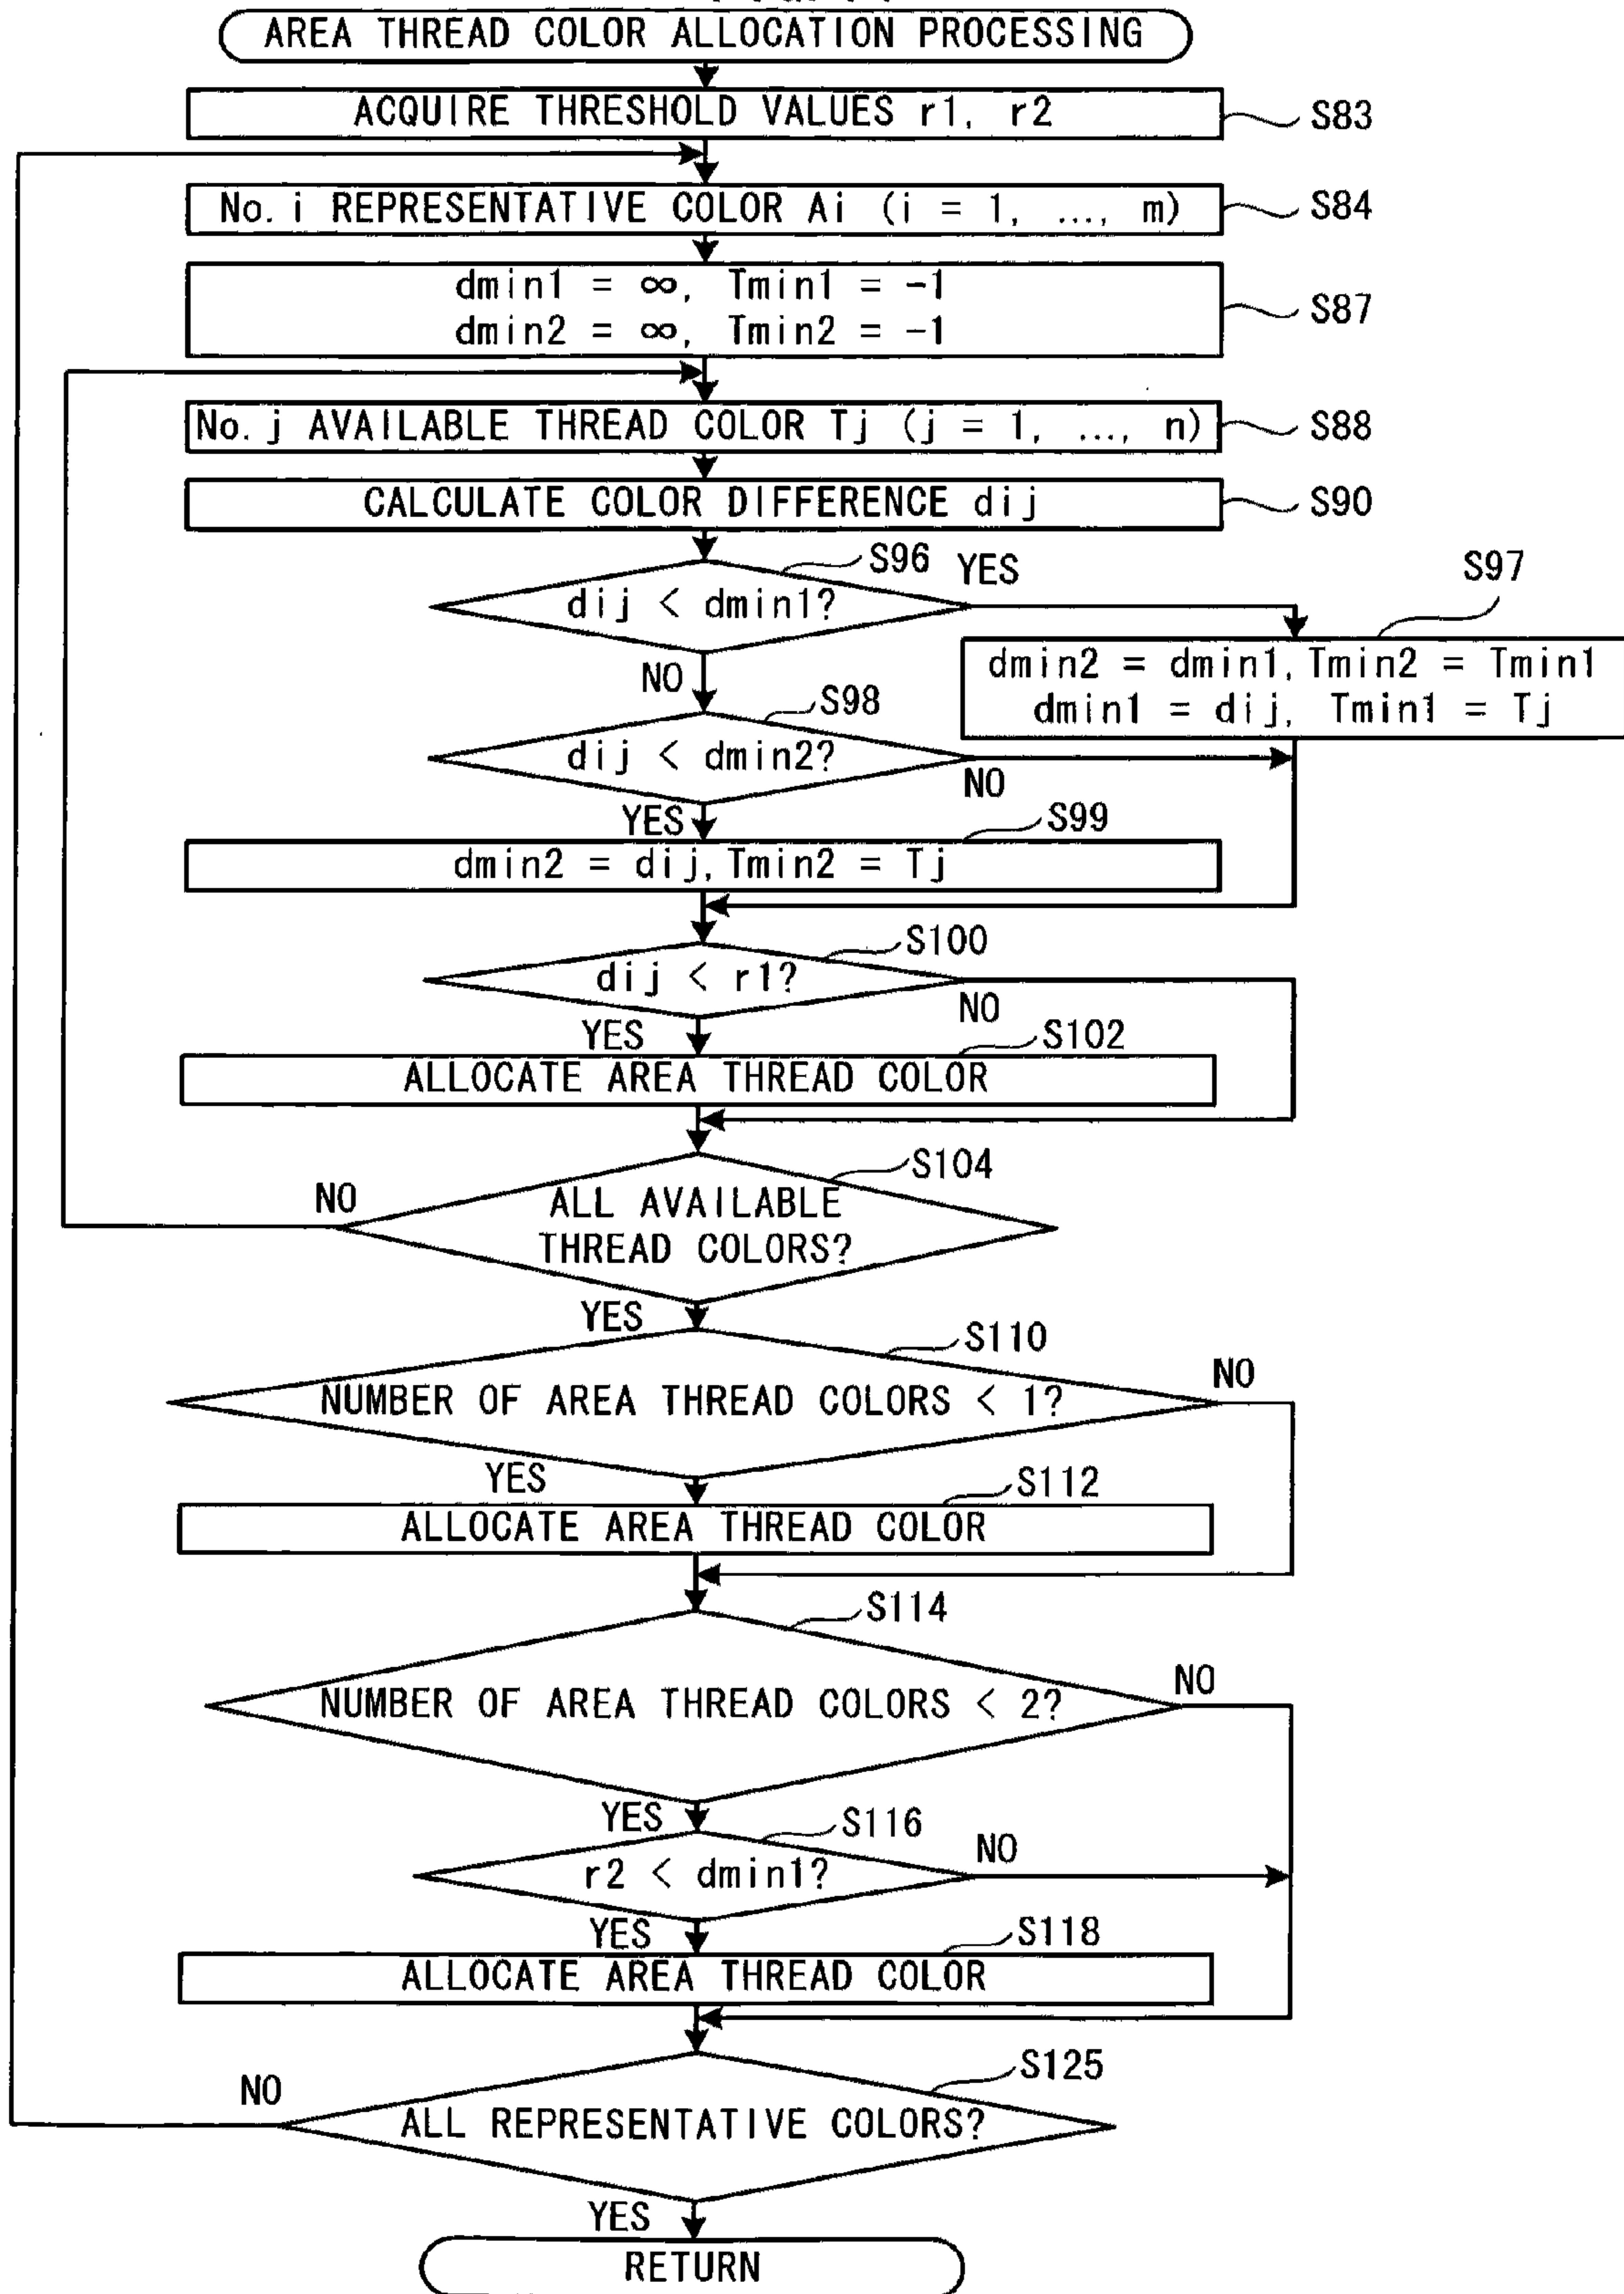 AREA THREAD COLOR ALLOCATION PROCESSING
ACQUIRE THRESHOLD VALUES r1, r2
S83
No. i REPRESENTATIVE COLOR Ai (i = 1, ..., m)
S84
dmin1 = ∞, Tmin1 = -1
dmin2 = ∞, Tmin2 = -1
S87
No. j AVAILABLE THREAD COLOR Tj (j = 1, ..., n)
S88
CALCULATE COLOR DIFFERENCE dij
S90
S96
YES
S97
dij < dmin1?
dmin2 = dmin1, Tmin2 = Tmin1
dmin1 = dij, Tmin1 = Tj
NO
S98
dij < dmin2?
NO
YES
S99
dmin2 = dij, Tmin2 = Tj
S100
dij < r1?
NO
YES
S102
ALLOCATE AREA THREAD COLOR
S104
NO
ALL AVAILABLE
THREAD COLORS?
YES
S110
NO
NUMBER OF AREA THREAD COLORS < 1?
YES
S112
ALLOCATE AREA THREAD COLOR
S114
NO
NUMBER OF AREA THREAD COLORS < 2?
YES
S116
NO
r2 < dmin1?
YES
S118
ALLOCATE AREA THREAD COLOR
S125
NO
ALL REPRESENTATIVE COLORS?
YES
RETURN